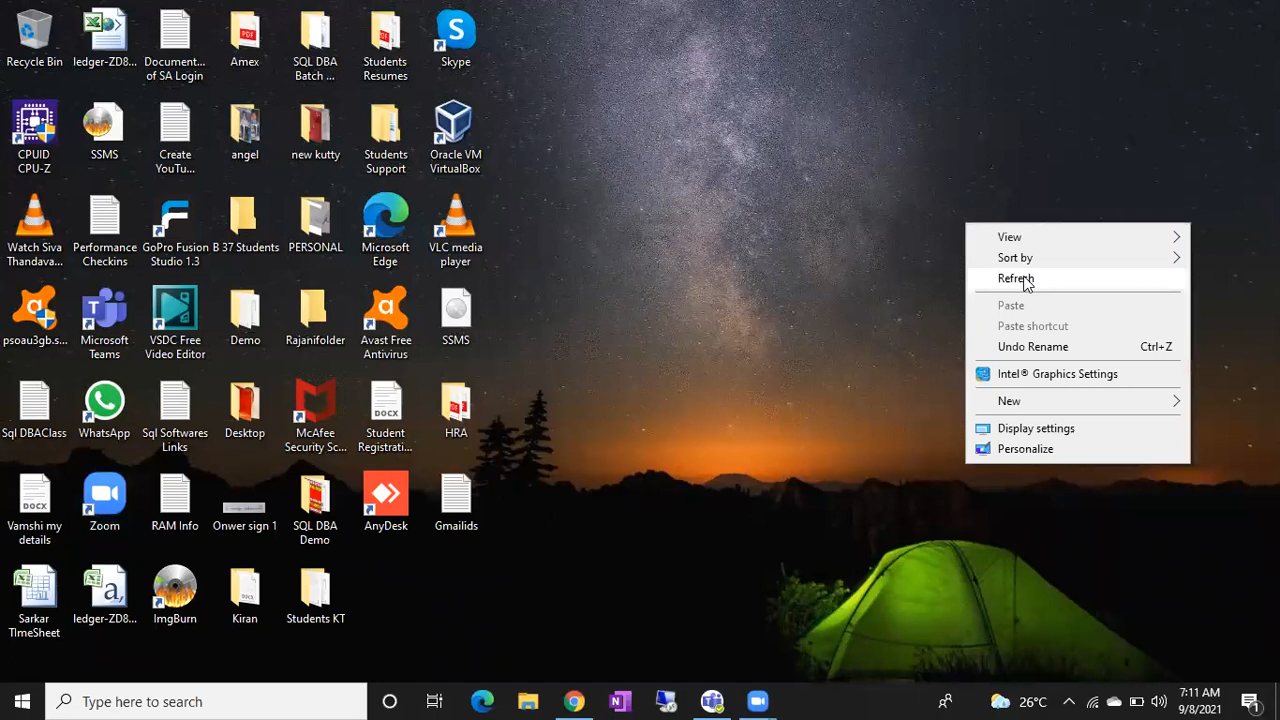 Recycle Bin
ledger-ZD8...
Document...
of SA Login
Amex
SQL DBA
Batch ...
Students
Resumes
Skype
CPUID
CPU-Z
SSMS
Create
YouTu...
angel
new kutty
Students
Support
Oracle VM
VirtualBox
Watch Siva
Thandava...
Performance
Checkins
GoPro Fusion
Studio 1.3
B 37 Students
PERSONAL
Microsoft
Edge
VLC media
player
psoau3gb.s...
Microsoft
Teams
VSDC Free
Video Editor
Demo
Rajanifolder
Avast Free
Antivirus
SSMS
Sql DBAClass
WhatsApp
Sql Softwares
Links
Desktop
McAfee
Security Sc...
Student
Registrati...
HRA
Vamshi my
details
Zoom
RAM Info
Onwer sign 1
SQL DBA
Demo
AnyDesk
Gmailids
Sarkar
TImeSheet
ledger-ZD8...
ImgBurn
Kiran
Students KT
View
Sort by
Refresh
Paste
Paste shortcut
Undo Rename Ctrl+Z
Intel® Graphics Settings
New
Display settings
Personalize
Type here to search
26°C
7:11 AM
9/8/2021